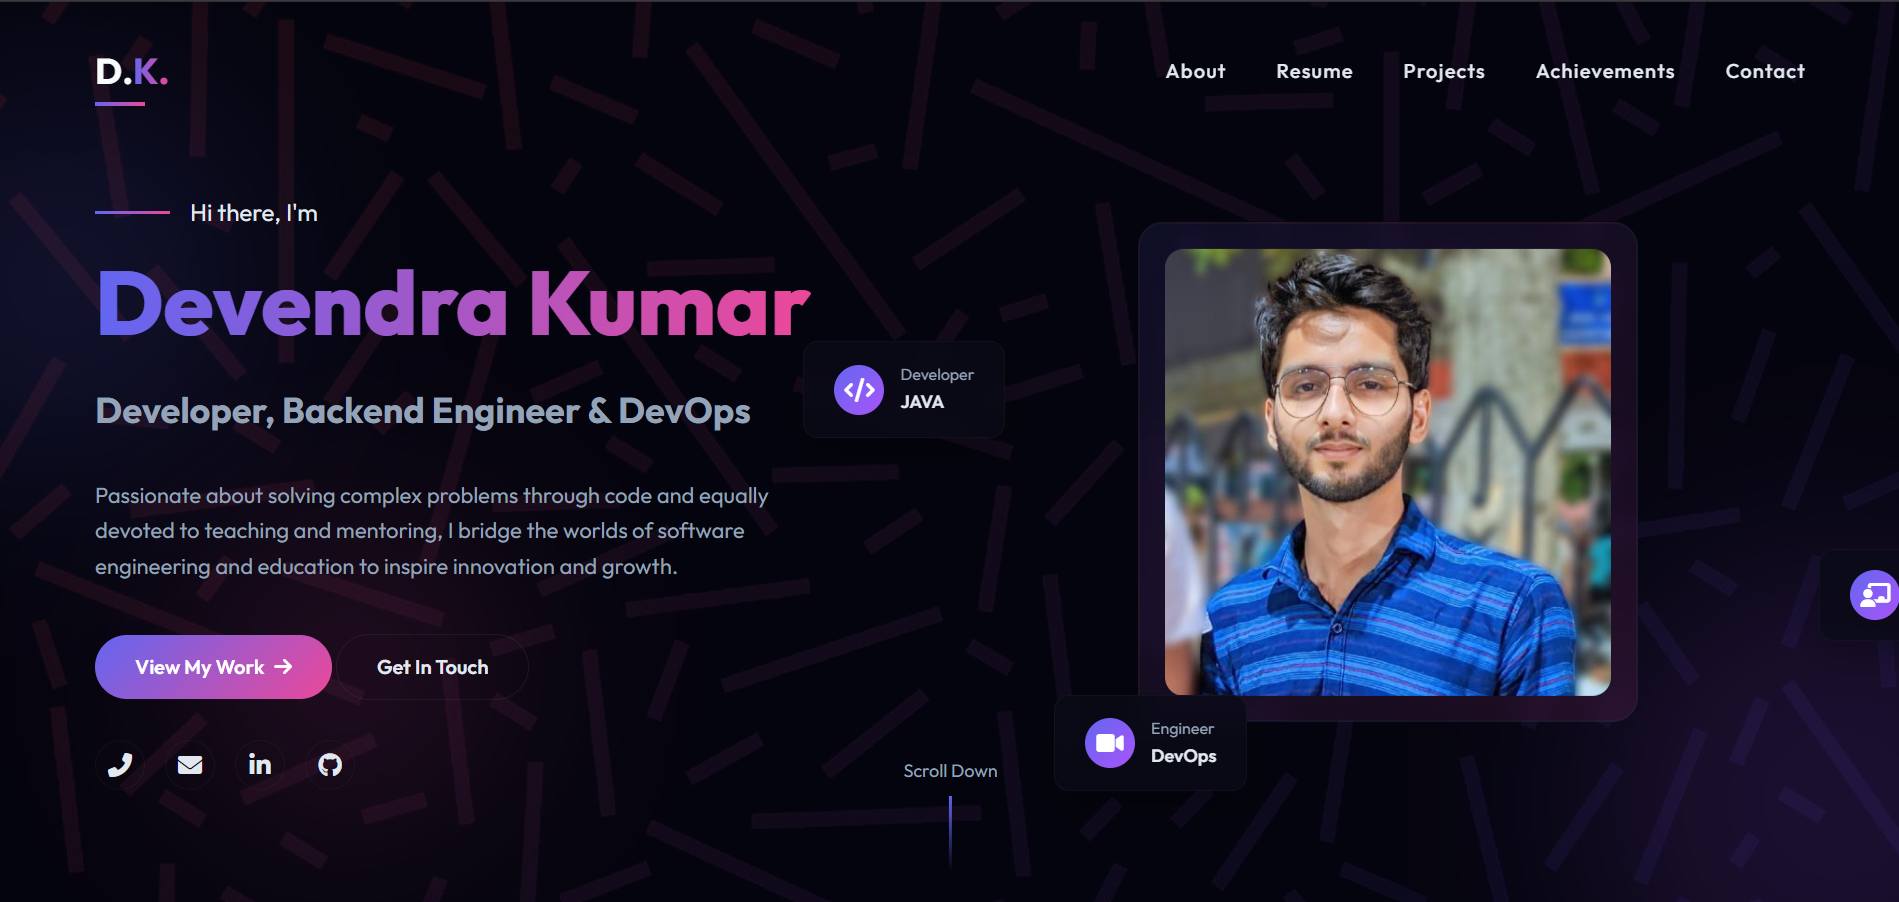 D.K.
About
Resume
Projects
Achievements
Contact
Hi there, I'm
Devendra Kumar
Developer, Backend Engineer & DevOps
Passionate about solving complex problems through code and equally
devoted to teaching and mentoring, I bridge the worlds of software
engineering and education to inspire innovation and growth.
View My Work
Get In Touch
Developer
JAVA
Engineer
DevOps
Scroll Down